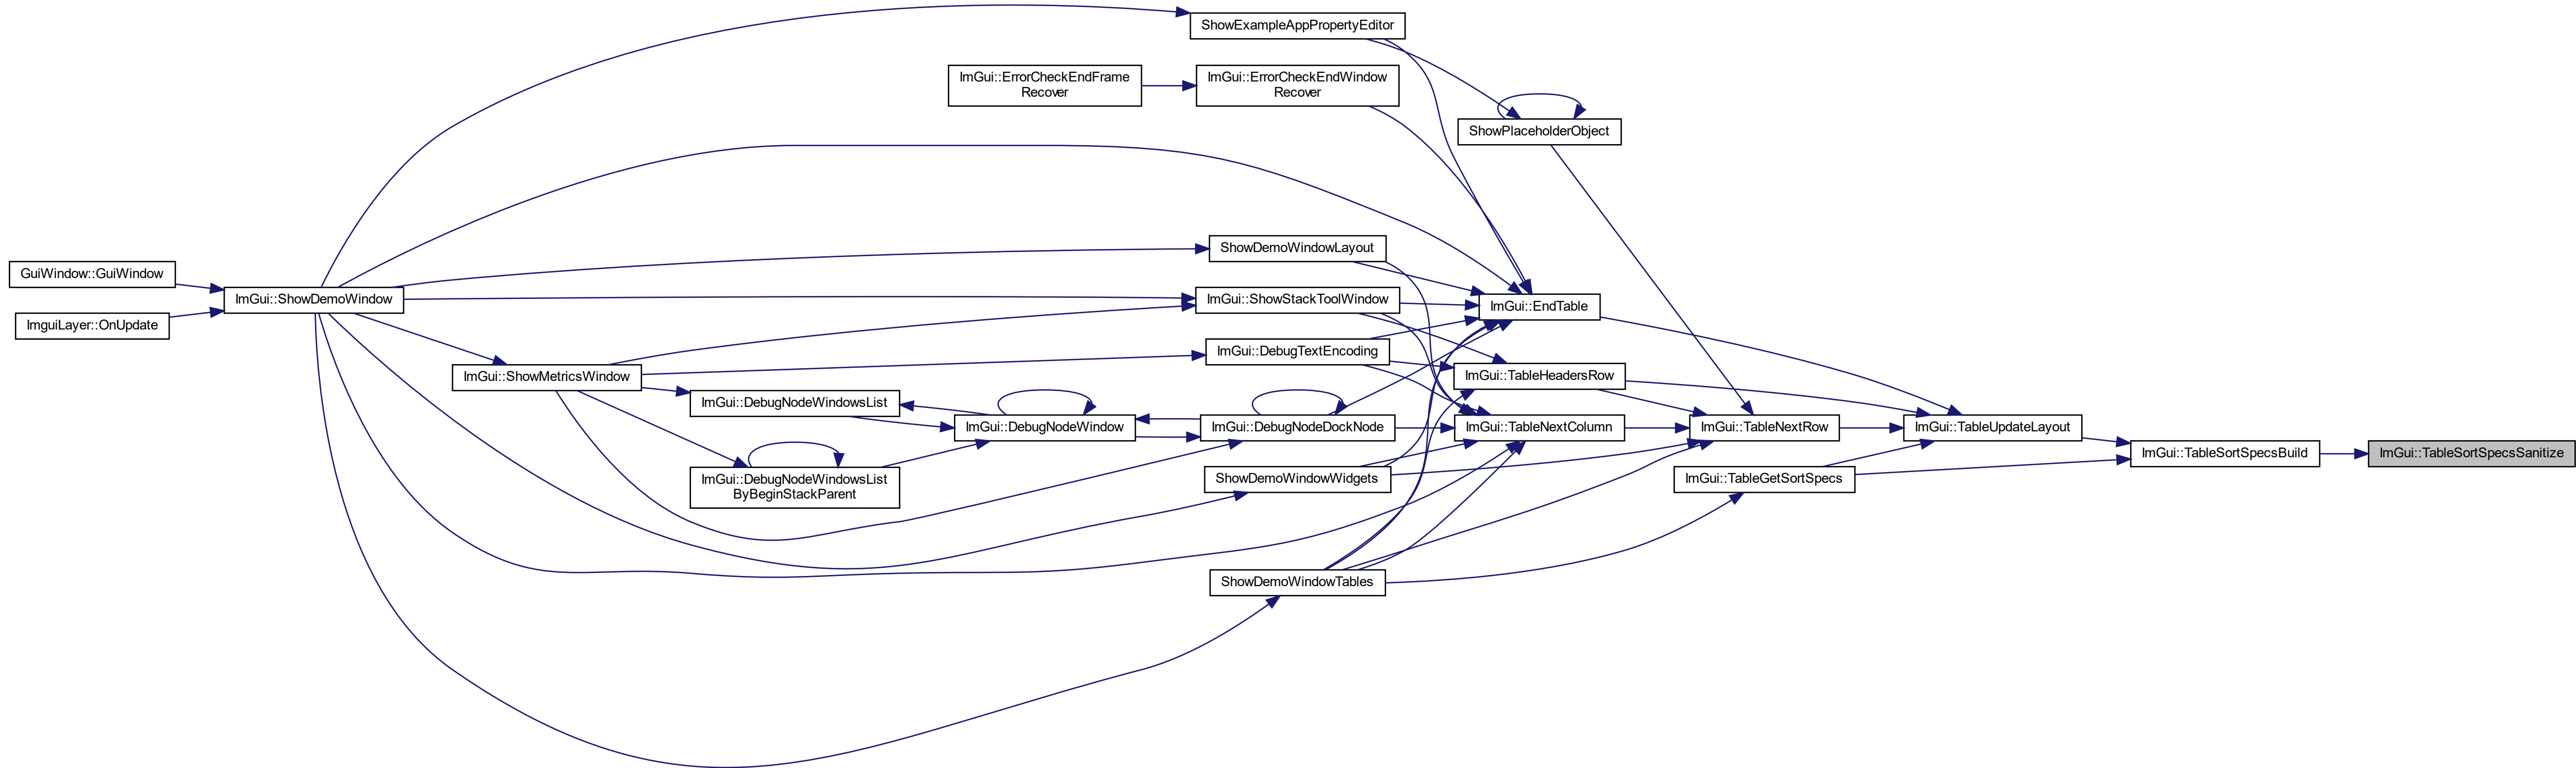 ShowExampleAppPropertyEditor
ImGui::ErrorCheckEndFrame
Recover
ImGui::ErrorCheckEndWindow
Recover
ShowPlaceholderObject
ShowDemoWindowLayout
GuiWindow::GuiWindow
ImGui::ShowDemoWindow
ImGui::ShowStackToolWindow
ImGui::EndTable
ImguiLayer::OnUpdate
ImGui::DebugTextEncoding
ImGui::ShowMetricsWindow
ImGui::TableHeadersRow
ImGui::DebugNodeWindowsList
ImGui::DebugNodeWindow
ImGui::DebugNodeDockNode
ImGui::TableNextColumn
ImGui::TableNextRow
ImGui::TableUpdateLayout
ImGui::TableSortSpecsBuild
ImGui::TableSortSpecsSanitize
ImGui::DebugNodeWindowsList
ByBeginStackParent
ShowDemoWindowWidgets
ImGui::TableGetSortSpecs
ShowDemoWindowTables